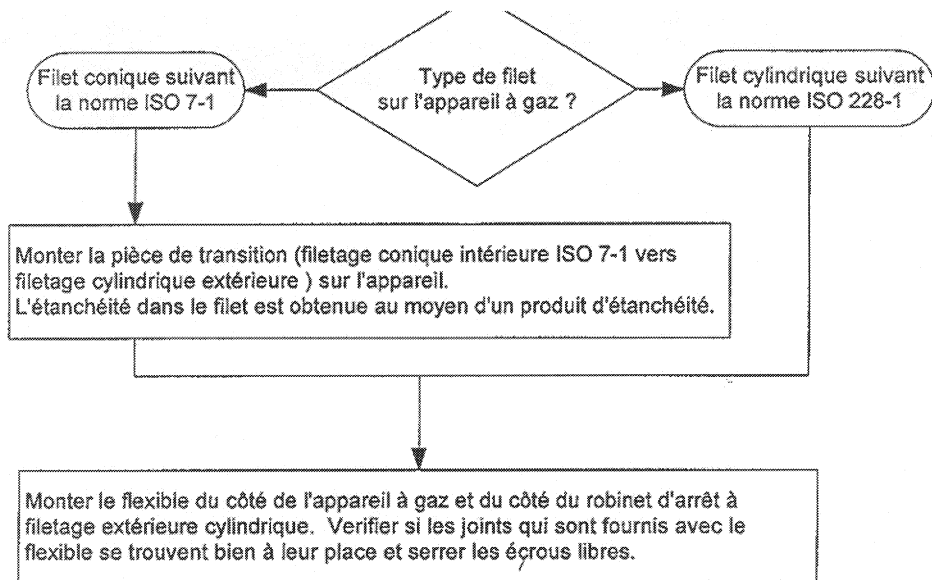 Filet conique suivant
la norme ISO 7-1
Type de filet
sur l'appareil à gaz ?
Filet cylindrique suivant
la norme ISO 228-1
Monter la pièce de transition (filetage conique intérieure ISO 7-1 vers
filetage cylindrique extérieure ) sur l'appareil.
L'étanchéité dans le filet est obtenue au moyen d'un produit d'étanchéité.
Monter le flexible du côté de l'appareil à gaz et du côté du robinet d'arrêt à
filetage extérieure cylindrique. Verifier si les joints qui sont fournis avec le
flexible se trouvent bien à leur place et serrer les éçrous libres.